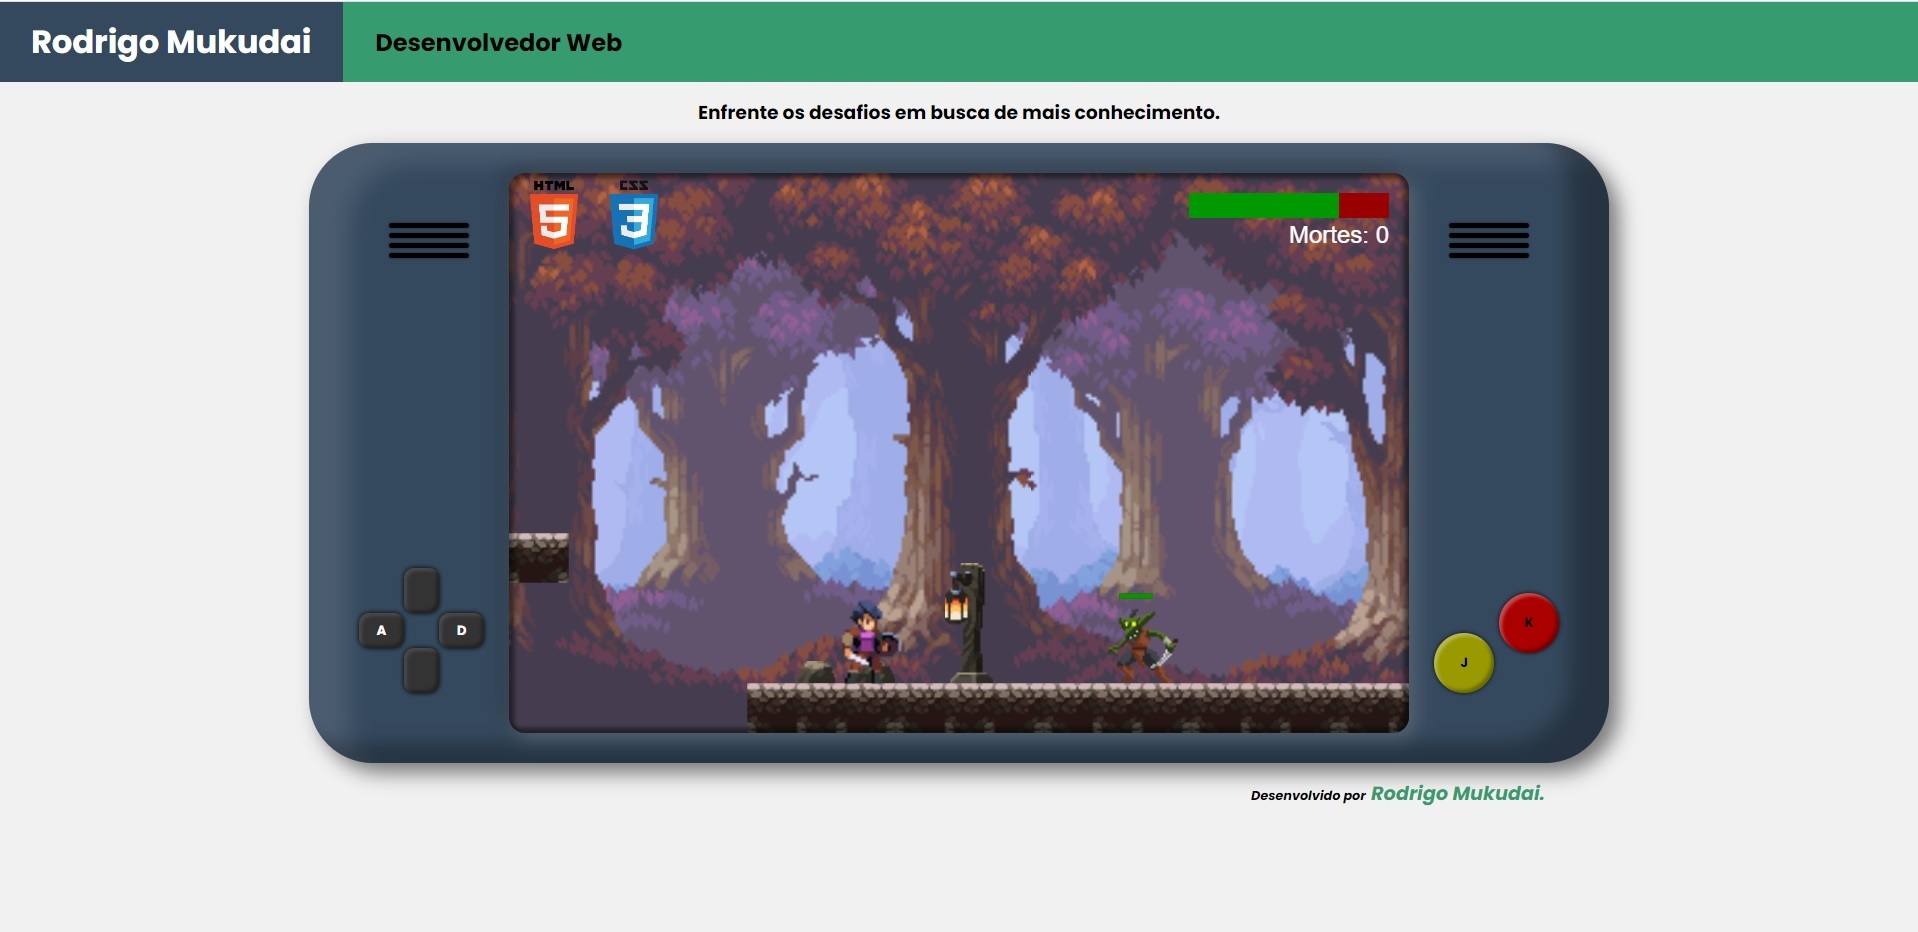 Rodrigo Mukudai
Desenvolvedor Web
Enfrente os desafios em busca de mais conhecimento.
HTML CSS
5 3
Mortes: 0
A D
K
J
Desenvolvido por Rodrigo Mukudai.